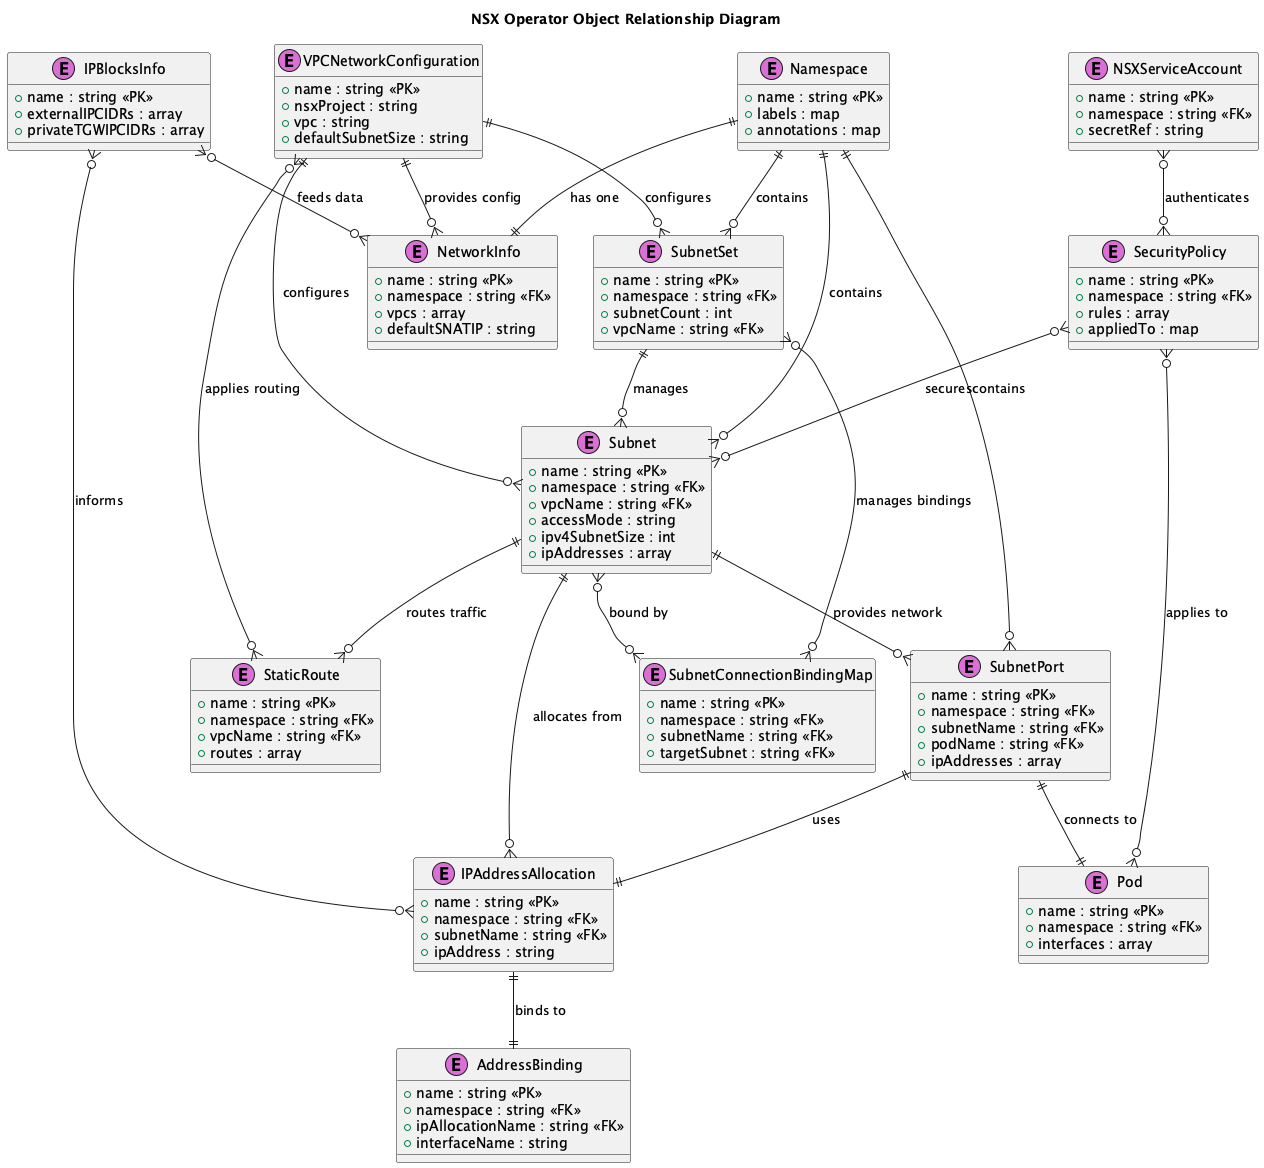 NSX Operator Object Relationship Diagram
E IPBlocksInfo
name : string «PK»
externalIPCIDRs : array
privateTGWIPCIDRs : array
E VPCNetworkConfiguration
name : string «PK»
nsxProject : string
vpc : string
defaultSubnetSize : string
E Namespace
name : string «PK»
labels : map
annotations : map
E NSXServiceAccount
name : string «PK»
namespace : string «FK»
secretRef : string
feeds data
provides config
has one
configures
contains
authenticates
E NetworkInfo
name : string «PK»
namespace : string «FK»
vpcs : array
defaultSNATIP : string
E SubnetSet
name : string «PK»
namespace : string «FK»
subnetCount : int
vpcName : string «FK»
E SecurityPolicy
name : string «PK»
namespace : string «FK»
rules : array
appliedTo : map
configures
contains
applies routing
manages
secures
contains
E Subnet
name : string «PK»
namespace : string «FK»
vpcName : string «FK»
accessMode : string
ipv4SubnetSize : int
ipAddresses : array
informs
manages bindings
routes traffic
bound by
provides network
applies to
E StaticRoute
name : string «PK»
namespace : string «FK»
vpcName : string «FK»
routes : array
E SubnetConnectionBindingMap
name : string «PK»
namespace : string «FK»
subnetName : string «FK»
targetSubnet : string «FK»
E SubnetPort
name : string «PK»
namespace : string «FK»
subnetName : string «FK»
podName : string «FK»
ipAddresses : array
allocates from
uses
connects to
E IPAddressAllocation
name : string «PK»
namespace : string «FK»
subnetName : string «FK»
ipAddress : string
E Pod
name : string «PK»
namespace : string «FK»
interfaces : array
binds to
E AddressBinding
name : string «PK»
namespace : string «FK»
ipAllocationName : string «FK»
interfaceName : string